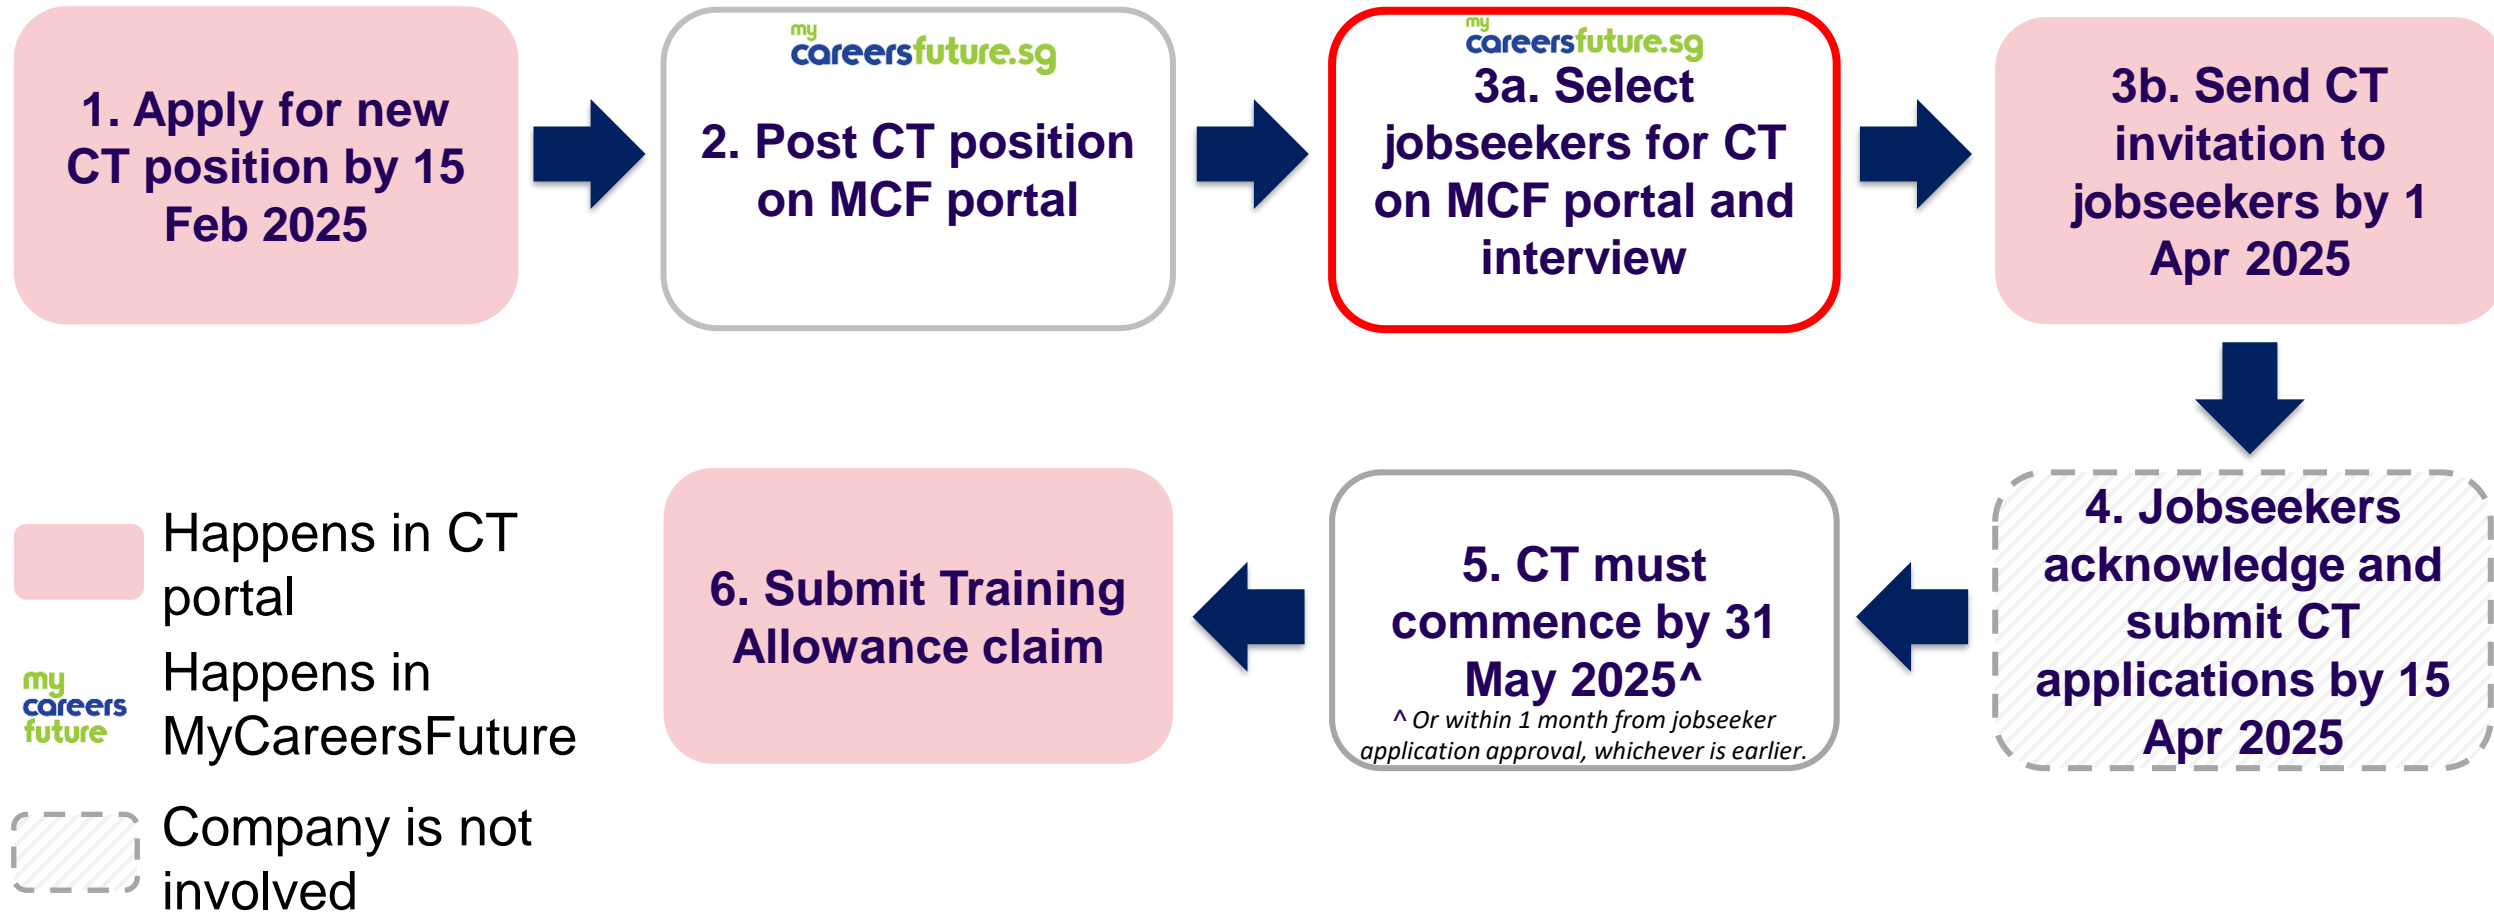 1. Apply for new
CT position by 15
Feb 2025
my
careersfuture.sg
2. Post CT position
on MCF portal
my
careersfuture.sg
3a. Select
jobseekers for CT
on MCF portal and
interview
3b. Send CT
invitation to
jobseekers by 1
Apr 2025
4. Jobseekers
acknowledge and
submit CT
applications by 15
Apr 2025
5. CT must
commence by 31
May 2025^
^ Or within 1 month from jobseeker
application approval, whichever is earlier.
6. Submit Training
Allowance claim
Happens in CT
portal
my
careers
future
Happens in
MyCareersFuture
Company is not
involved